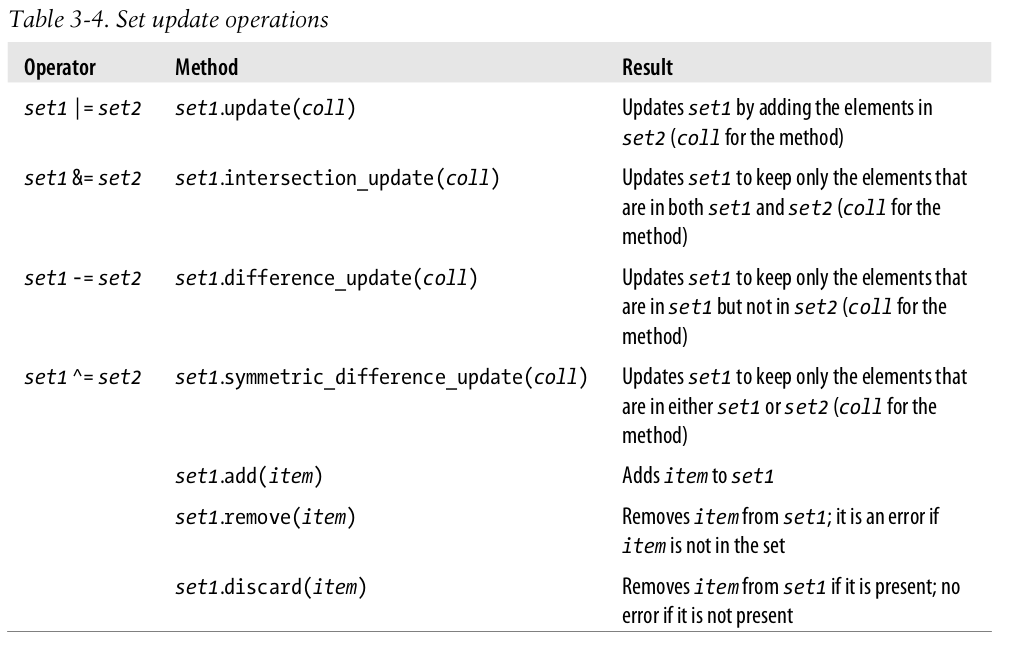 Table 3-4. Set update operations
Operator Method Result
set1 |= set2 set1.update(coll) Updates set1 by adding the elements in
set2 (coll for the method)
set1 &= set2 set1.intersection_update(coll) Updates set1 to keep only the elements that
are in both set1 and set2 (coll for the
method)
set1 -= set2 set1.difference_update(coll) Updates set1 to keep only the elements that
are in set1 but not in set2 (coll for the
method)
set1 ^= set2 set1.symmetric_difference_update(coll) Updates set1 to keep only the elements that
are in either set1 or set2 (coll for the
method)
set1.add(item) Adds item to set1
set1.remove(item) Removes item from set1; it is an error if
item is not in the set
set1.discard(item) Removes item from set1 if it is present; no
error if it is not present